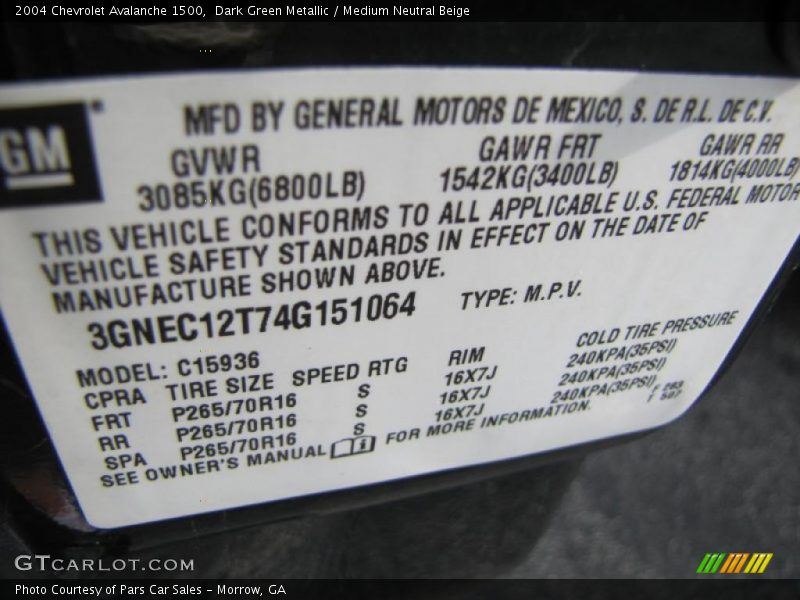 2004 Chevrolet Avalanche 1500,  Dark Green Metallic / Medium Neutral Beige
GM
MFD BY GENERAL MOTORS DE MEXICO, S. DE R.L. DE C.V.
GVWR GAWR FRT GAWR RR
3085KG(6800LB) 1542KG(3400LB) 1814KG(4000LB)
THIS VEHICLE CONFORMS TO ALL APPLICABLE U.S. FEDERAL MOTOR
VEHICLE SAFETY STANDARDS IN EFFECT ON THE DATE OF
MANUFACTURE SHOWN ABOVE.
3GNEC12T74G151064 TYPE: M.P.V.
MODEL: C15936
CPRA TIRE SIZE SPEED RTG RIM COLD TIRE PRESSURE
FRT P265/70R16 S 16X7J 240KPA(35PSI)
RR P265/70R16 S 16X7J 240KPA(35PSI)
SPA P265/70R16 S 16X7J 240KPA(35PSI)
SEE OWNER'S MANUAL FOR MORE INFORMATION.
GTCARLOT.COM
Photo Courtesy of Pars Car Sales - Morrow, GA